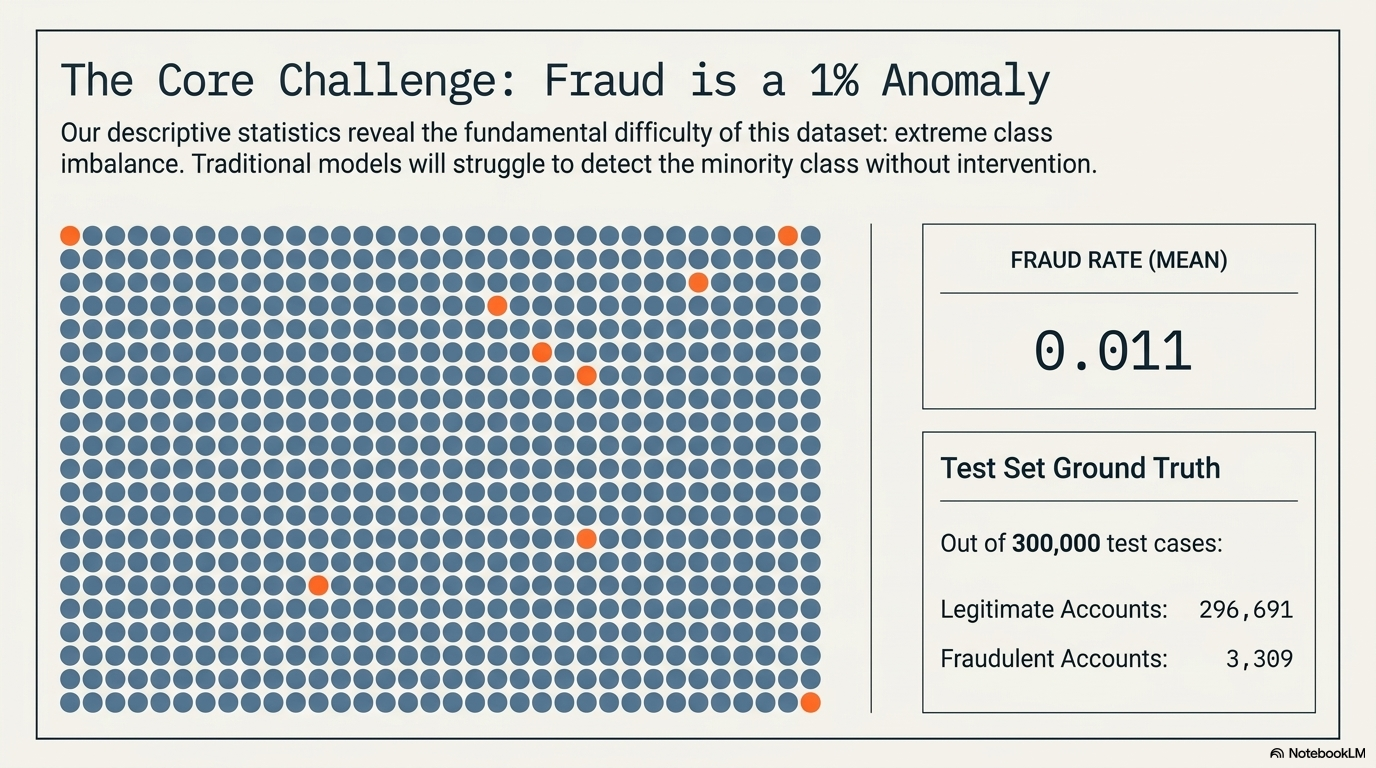 The Core Challenge: Fraud is a 1% Anomaly
Our descriptive statistics reveal the fundamental difficulty of this dataset: extreme class
imbalance. Traditional models will struggle to detect the minority class without intervention.
FRAUD RATE (MEAN)
0.011
Test Set Ground Truth
Out of 300,000 test cases:
Legitimate Accounts: 296,691
Fraudulent Accounts: 3,309
NotebookLM